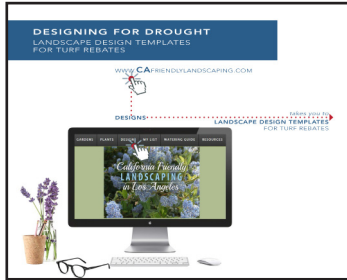 DESIGNING FOR DROUGHT
LANDSCAPE DESIGN TEMPLATES
FOR TURF REBATES
WWW.CAFRIENDLYLANDSCAPING.COM
DESIGNS
takes you to
LANDSCAPE DESIGN TEMPLATES
FOR TURF REBATES
GARDENS PLANTS DESIGNS MY LIST WATERING GUIDE RESOURCES
California Friendly
LANDSCAPING
in Los Angeles